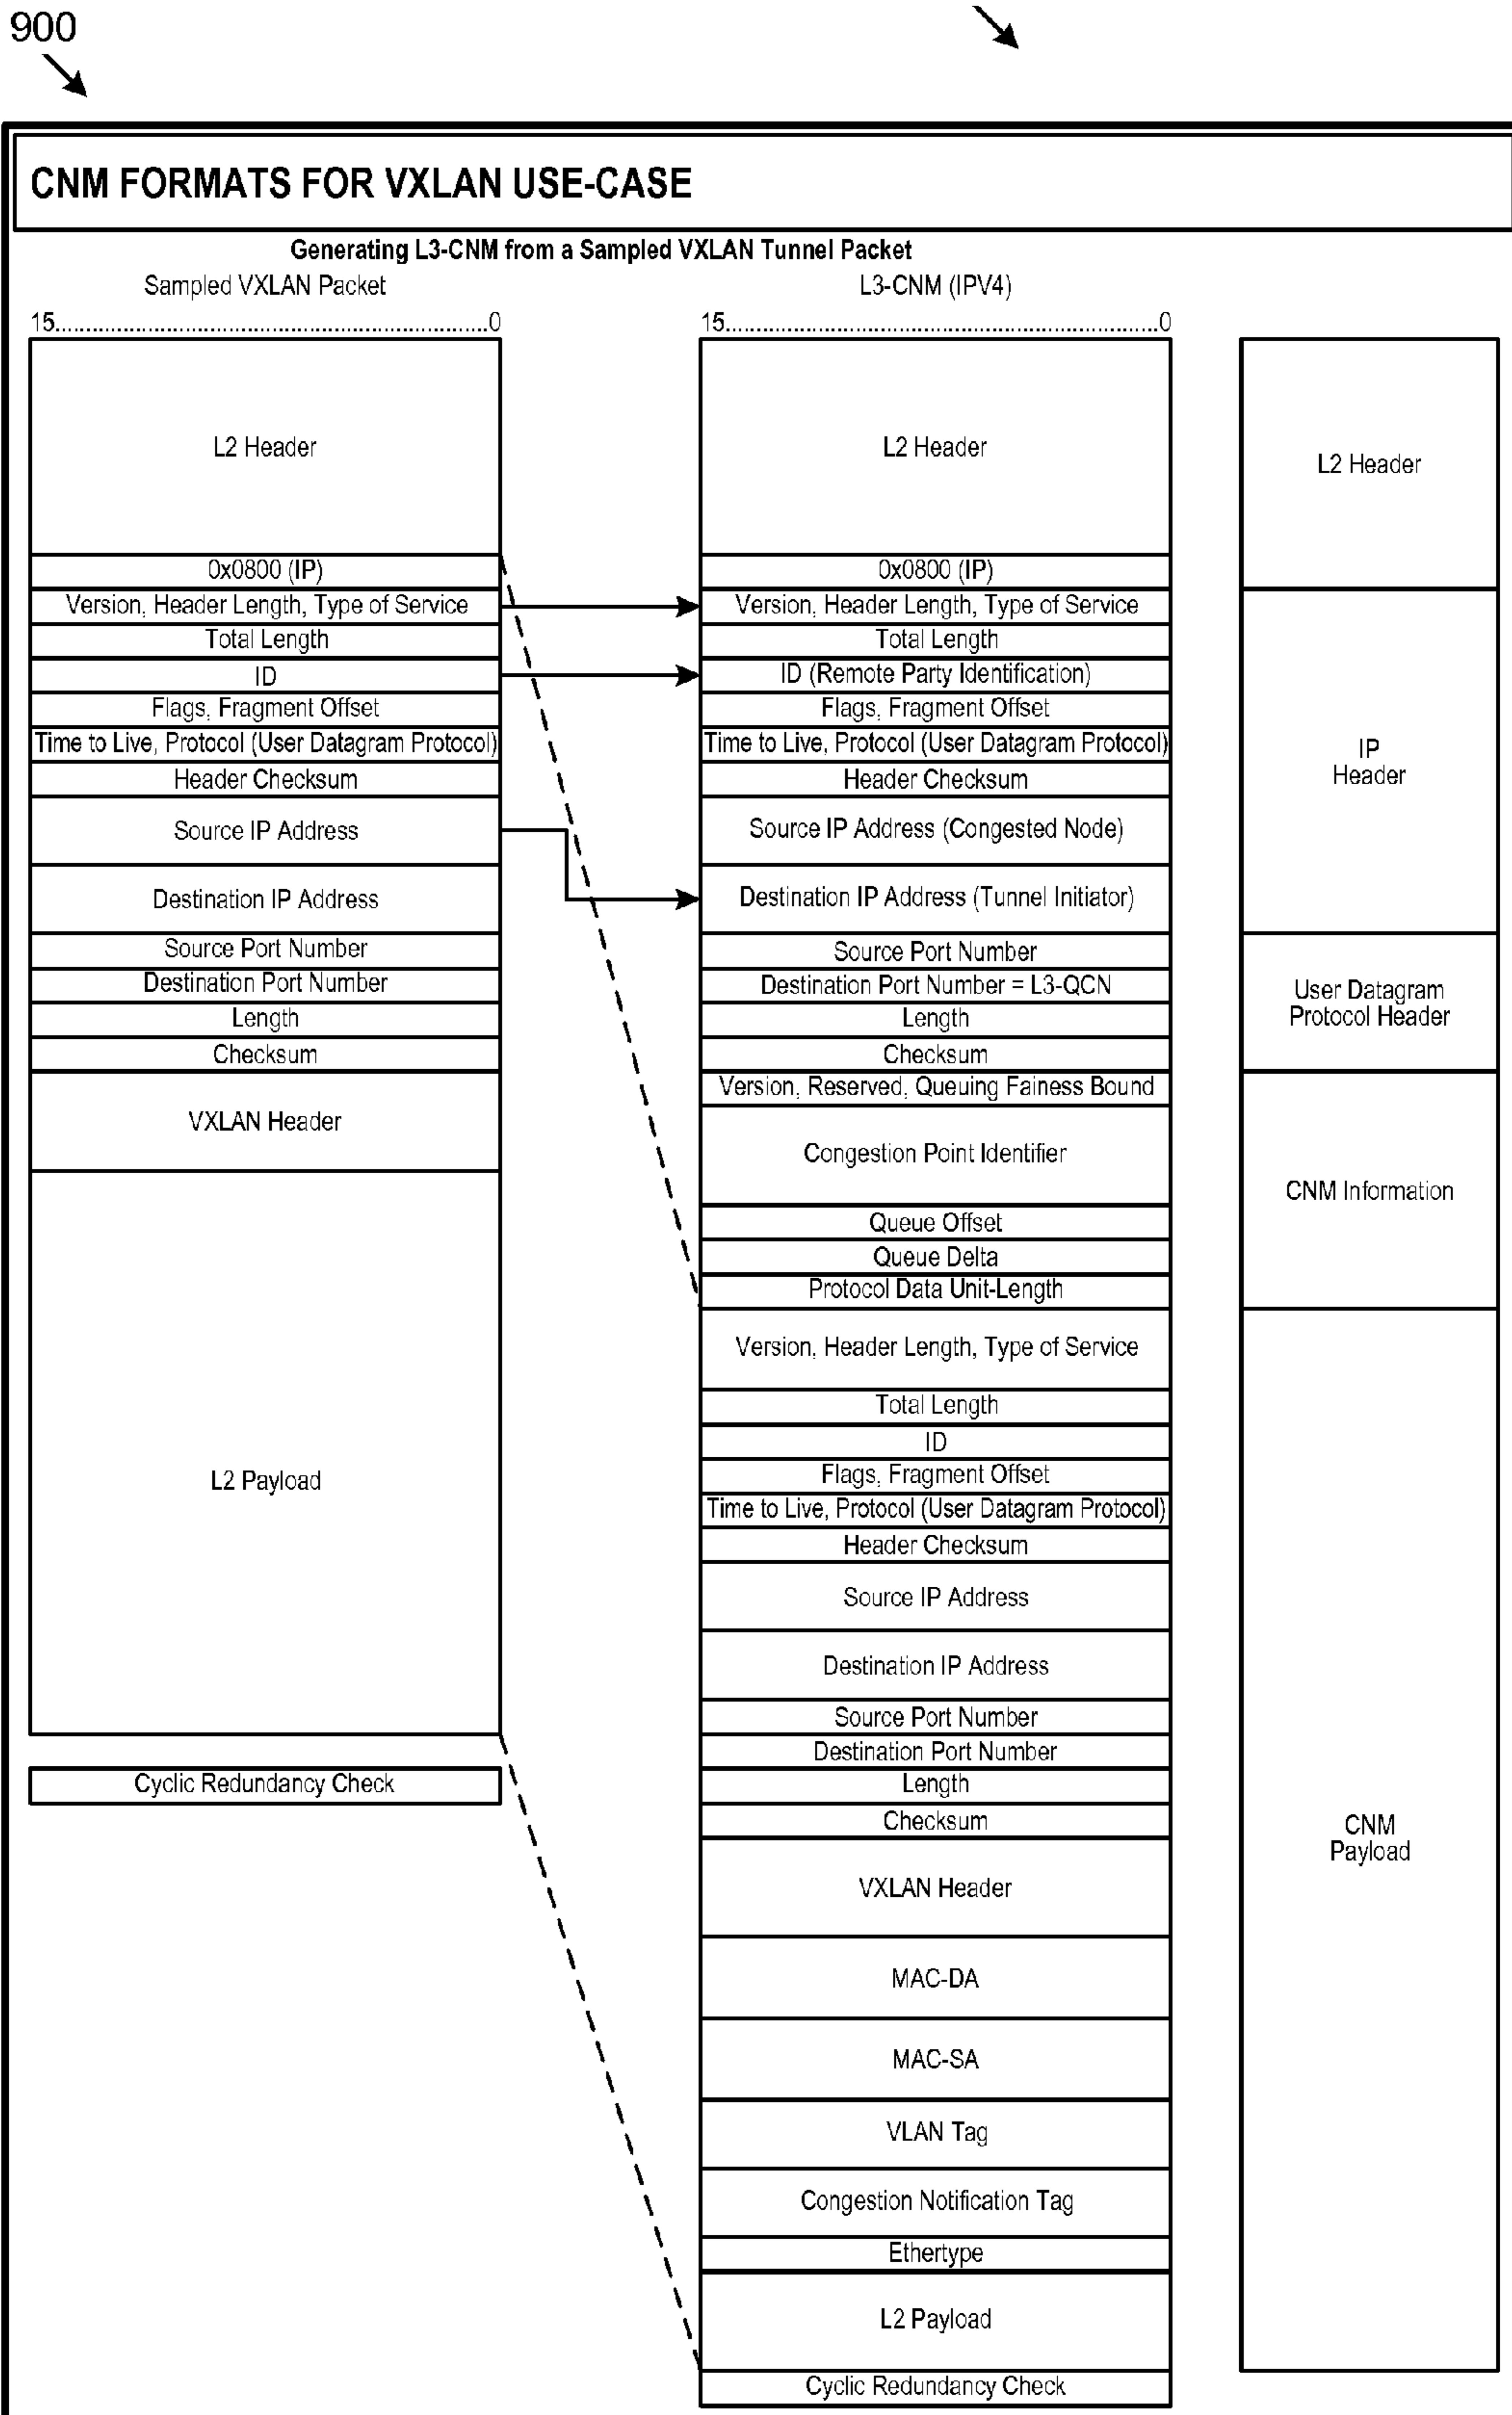 900
CNM FORMATS FOR VXLAN USE-CASE
Generating L3-CNM from a Sampled VXLAN Tunnel Packet
Sampled VXLAN Packet
15.......................................................................0
L2 Header
0x0800 (IP)
Version, Header Length, Type of Service
Total Length
ID
Flags, Fragment Offset
Time to Live, Protocol (User Datagram Protocol)
Header Checksum
Source IP Address
Destination IP Address
Source Port Number
Destination Port Number
Length
Checksum
VXLAN Header
L2 Payload
Cyclic Redundancy Check
L3-CNM (IPV4)
15.......................................................................0
L2 Header
0x0800 (IP)
Version, Header Length, Type of Service
Total Length
ID (Remote Party Identification)
Flags, Fragment Offset
Time to Live, Protocol (User Datagram Protocol)
Header Checksum
Source IP Address (Congested Node)
Destination IP Address (Tunnel Initiator)
Source Port Number
Destination Port Number = L3-QCN
Length
Checksum
Version, Reserved, Queuing Fainess Bound
Congestion Point Identifier
Queue Offset
Queue Delta
Protocol Data Unit-Length
Version, Header Length, Type of Service
Total Length
ID
Flags, Fragment Offset
Time to Live, Protocol (User Datagram Protocol)
Header Checksum
Source IP Address
Destination IP Address
Source Port Number
Destination Port Number
Length
Checksum
VXLAN Header
MAC-DA
MAC-SA
VLAN Tag
Congestion Notification Tag
Ethertype
L2 Payload
Cyclic Redundancy Check
L2 Header
IP
Header
User Datagram
Protocol Header
CNM Information
CNM
Payload